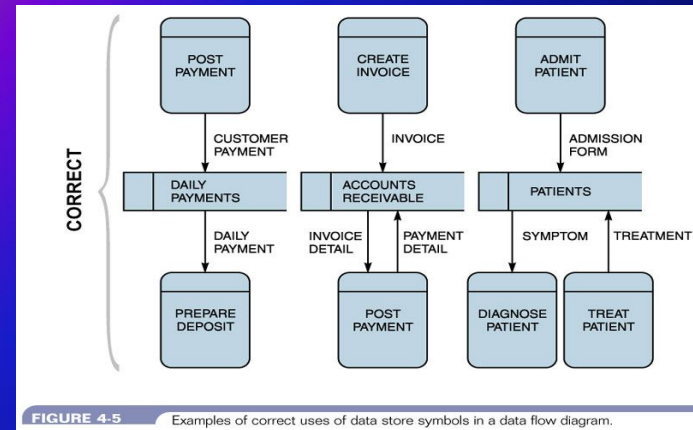 CORRECT
POST
PAYMENT
CREATE
INVOICE
ADMIT
PATIENT
CUSTOMER
PAYMENT
INVOICE
ADMISSION
FORM
DAILY
PAYMENTS
ACCOUNTS
RECEIVABLE
PATIENTS
DAILY
PAYMENT
INVOICE
DETAIL
PAYMENT
DETAIL
SYMPTOM
TREATMENT
PREPARE
DEPOSIT
POST
PAYMENT
DIAGNOSE
PATIENT
TREAT
PATIENT
FIGURE 4-5 Examples of correct uses of data store symbols in a data flow diagram.